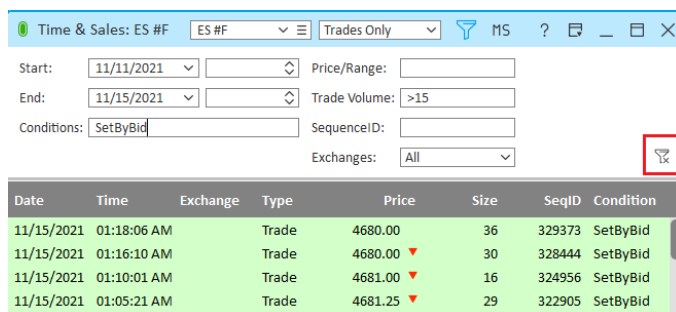 Time & Sales: ES #F ES #F Trades Only MS ?
Start: 11/11/2021 Price/Range:
End: 11/15/2021 Trade Volume: >15
Conditions: SetByBid SequenceID:
Exchanges: All
Date Time Exchange Type Price Size SeqID Condition
11/15/2021 01:18:06 AM Trade 4680.00 36 329373 SetByBid
11/15/2021 01:16:10 AM Trade 4680.00 30 328444 SetByBid
11/15/2021 01:10:01 AM Trade 4681.00 16 324956 SetByBid
11/15/2021 01:05:21 AM Trade 4681.25 29 322905 SetByBid